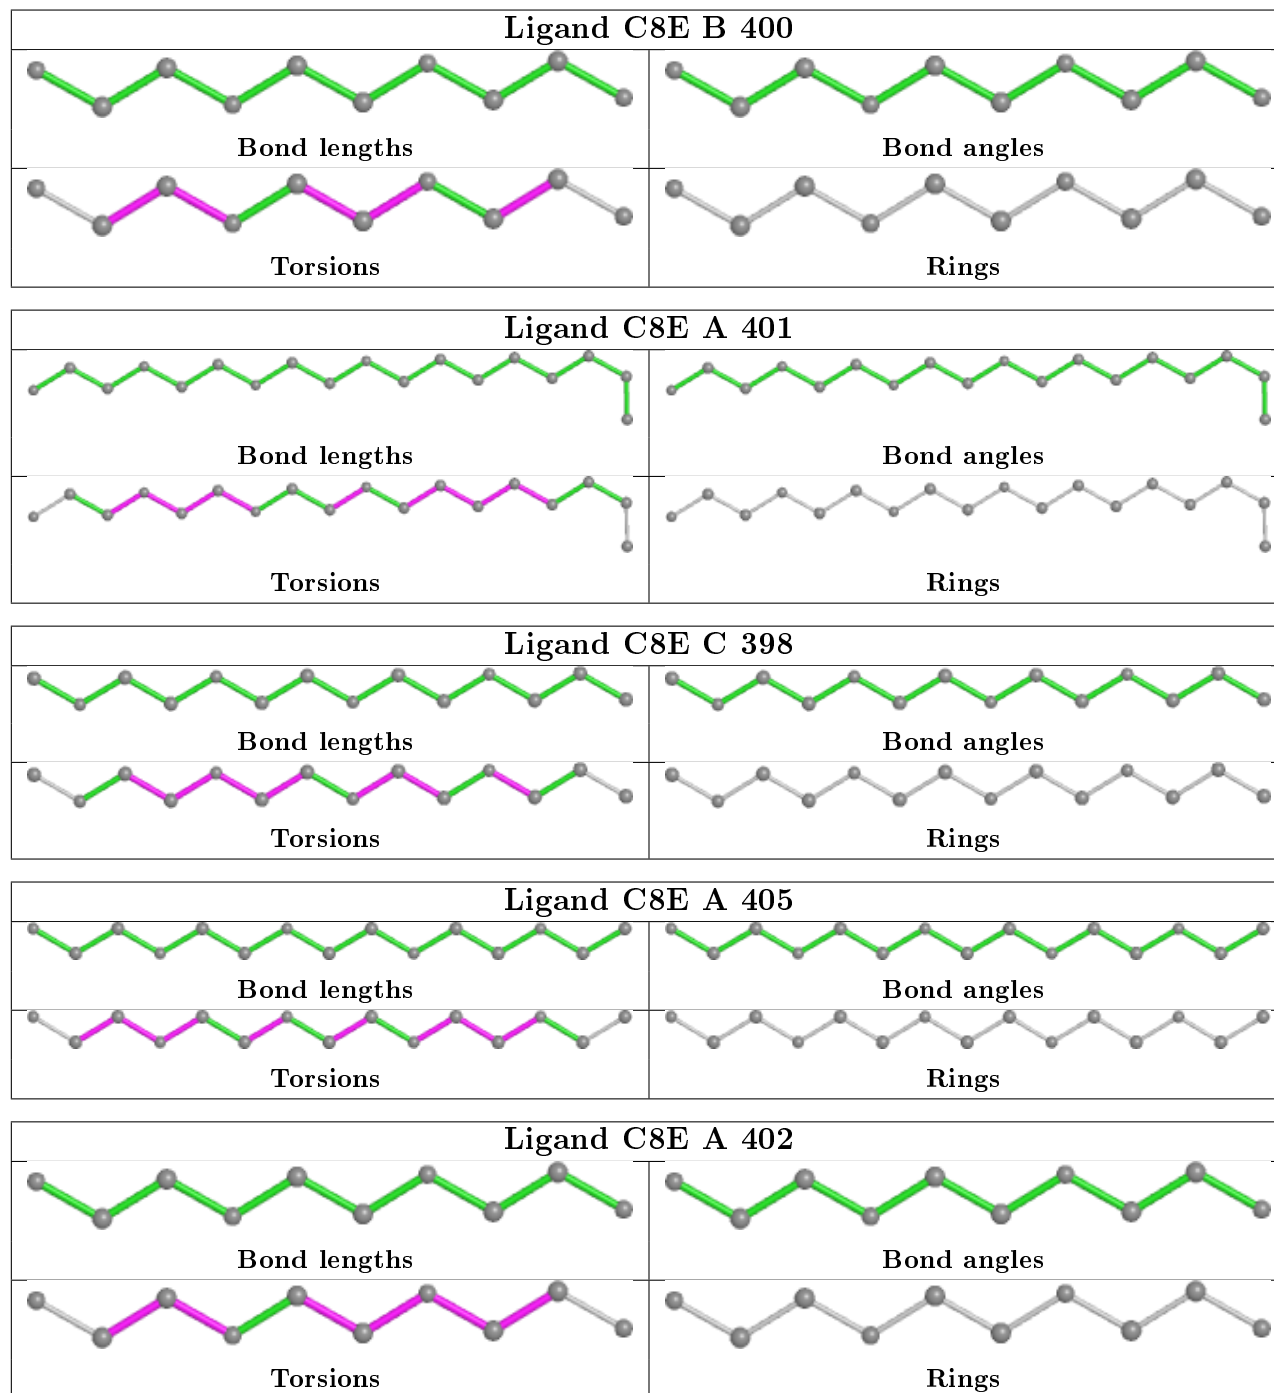 Ligand C8E B 400
Bond lengths
Bond angles
Torsions
Rings
Ligand C8E A 401
Bond lengths
Bond angles
Torsions
Rings
Ligand C8E C 398
Bond lengths
Bond angles
Torsions
Rings
Ligand C8E A 405
Bond lengths
Bond angles
Torsions
Rings
Ligand C8E A 402
Bond lengths
Bond angles
Torsions
Rings